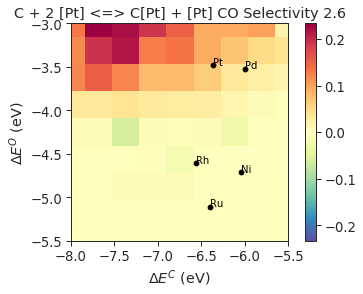 C + 2 [Pt] <=> C[Pt] + [Pt] CO Selectivity 2.6
−3.0
−3.5
−4.0
−4.5
−5.0
−5.5
ΔE^O (eV)
Pt
Pd
Rh
Ni
Ru
−8.0 −7.5 −7.0 −6.5 −6.0 −5.5
ΔE^C (eV)
0.2
0.1
0.0
−0.1
−0.2